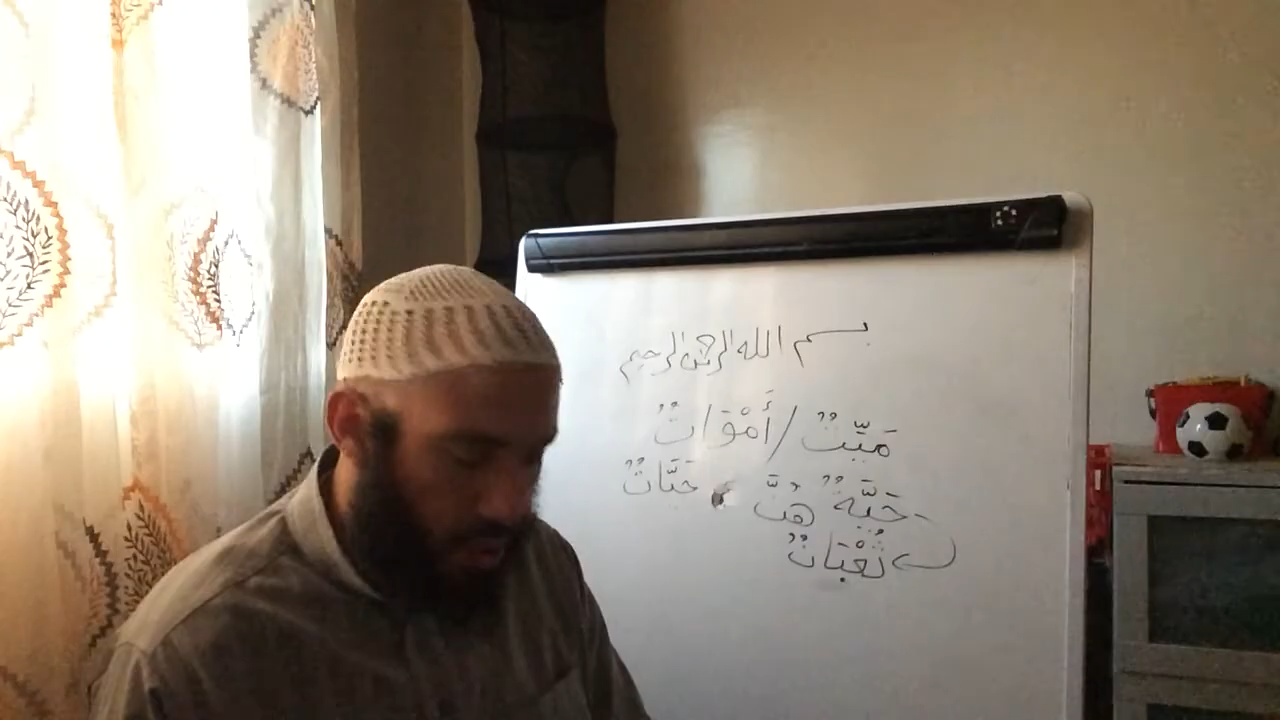 بسم الله الرحمن الرحيم
مَيِّتٌ / أَمْوَاتٌ
حَيَّةٌ هُنَّ حَيَّاتٌ
ثُعْبَانٌ